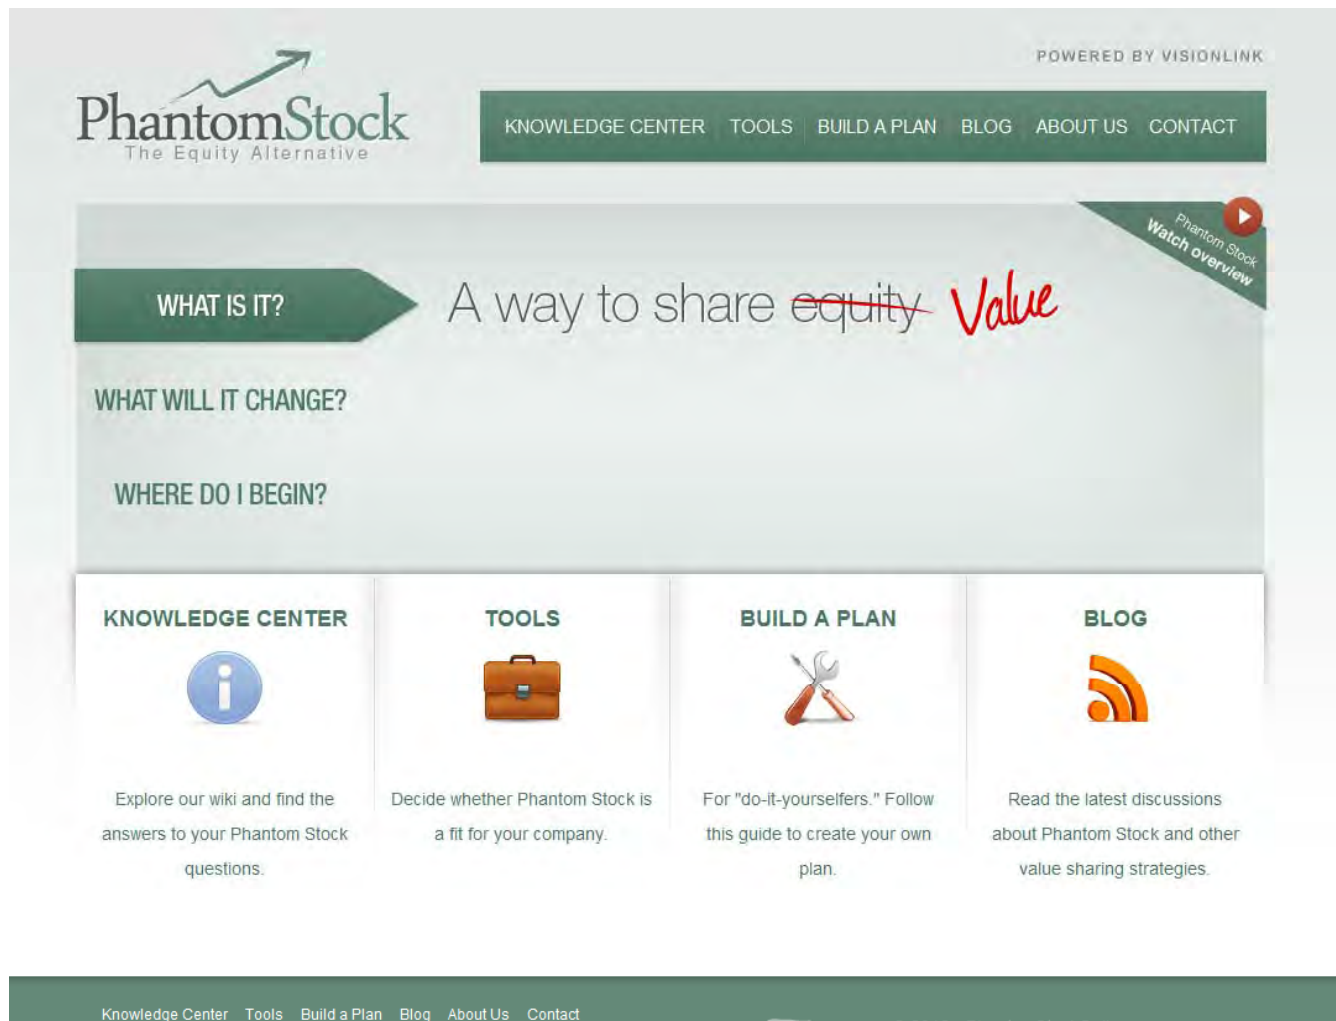 POWERED BY VISIONLINK
PhantomStock
The Equity Alternative
KNOWLEDGE CENTER TOOLS BUILD A PLAN BLOG ABOUT US CONTACT
Phantom Stock
Watch overview
WHAT IS IT?
A way to share equity Value
WHAT WILL IT CHANGE?
WHERE DO I BEGIN?
KNOWLEDGE CENTER
Explore our wiki and find the
answers to your Phantom Stock
questions.
TOOLS
Decide whether Phantom Stock is
a fit for your company.
BUILD A PLAN
For "do-it-yourselfers." Follow
this guide to create your own
plan.
BLOG
Read the latest discussions
about Phantom Stock and other
value sharing strategies.
Knowledge Center Tools Build a Plan Blog About Us Contact